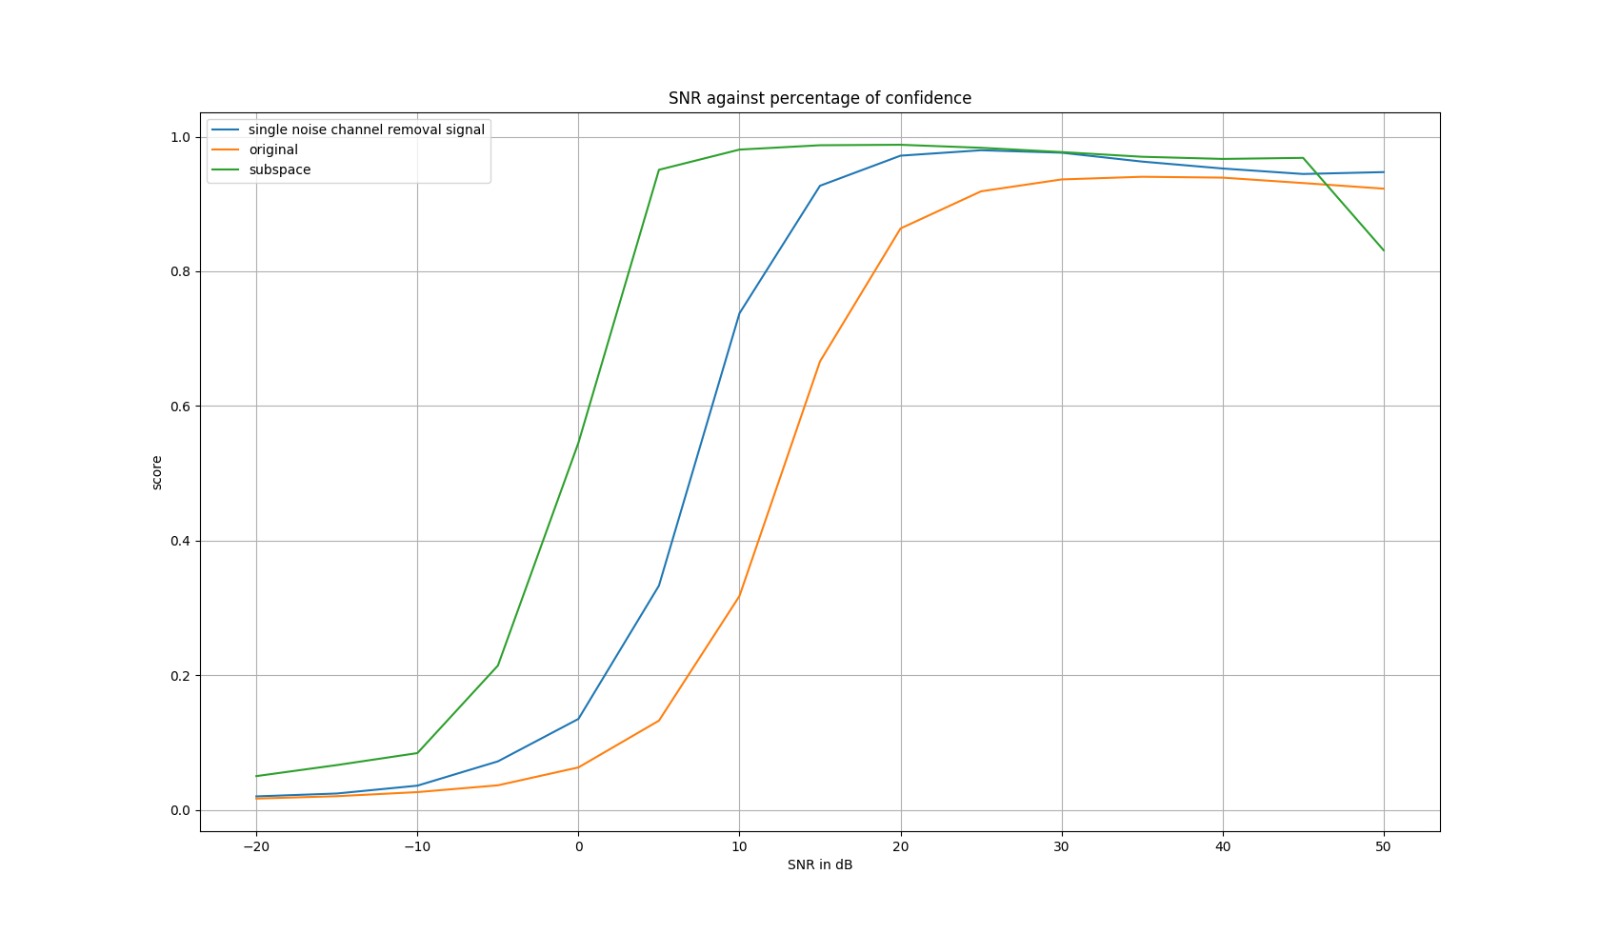 SNR against percentage of confidence
single noise channel removal signal
original
subspace
1.0
0.8
0.6
0.4
0.2
0.0
score
−20 −10 0 10 20 30 40 50
SNR in dB